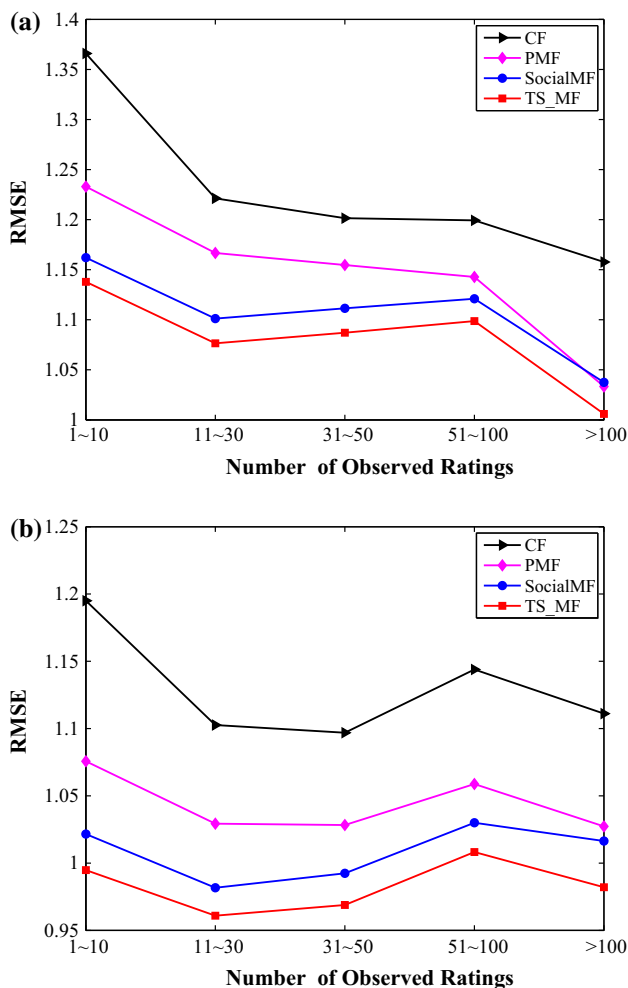 (a)
1.4
1.35
1.3
1.25
1.2
1.15
1.1
1.05
1
RMSE
CF
PMF
SocialMF
TS_MF
1~10 11~30 31~50 51~100 >100
Number of Observed Ratings
(b)
1.25
1.2
1.15
1.1
1.05
1
0.95
RMSE
CF
PMF
SocialMF
TS_MF
1~10 11~30 31~50 51~100 >100
Number of Observed Ratings